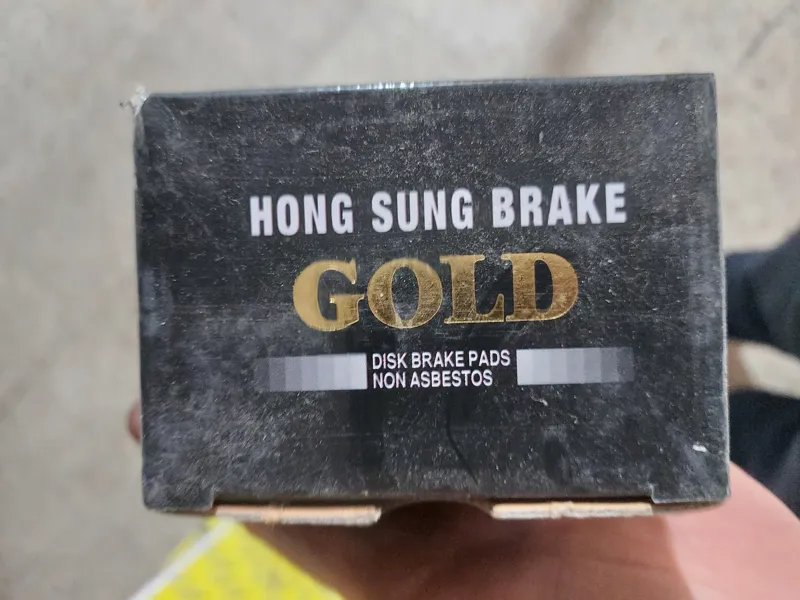 HONG SUNG BRAKE
GOLD
DISK BRAKE PADS
NON ASBESTOS